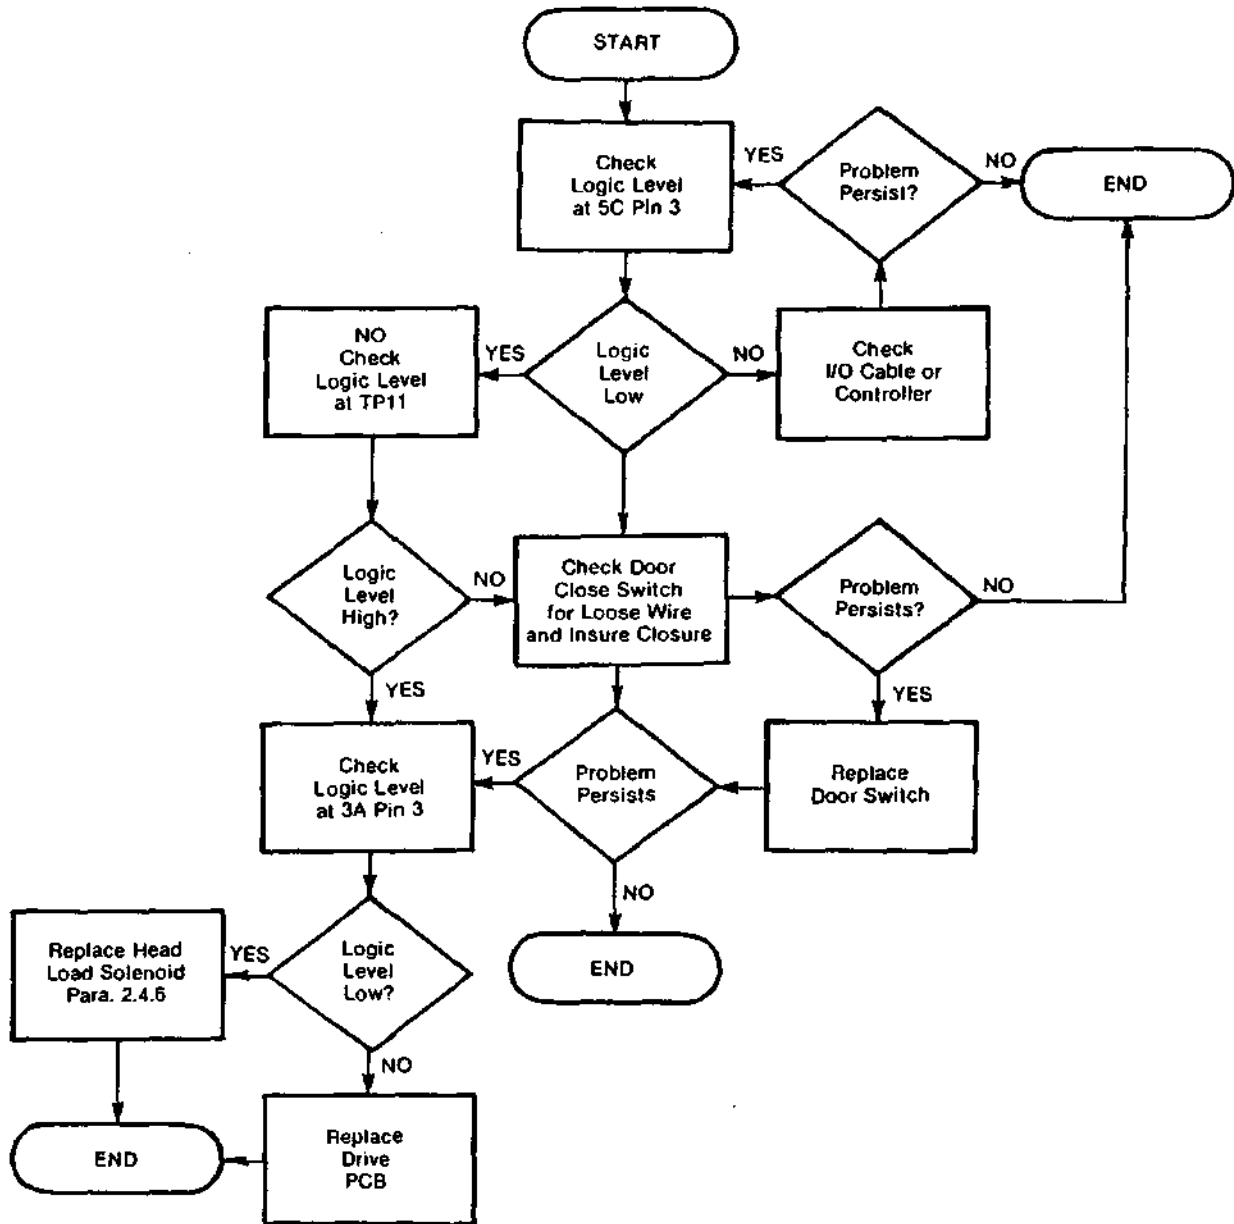 START
Check
Logic Level
at 5C Pin 3
YES
Problem
Persist?
NO
END
NO
Check
Logic Level
at TP11
YES
Logic
Level
Low
NO
Check
I/O Cable or
Controller
Logic
Level
High?
NO
Check Door
Close Switch
for Loose Wire
and Insure Closure
Problem
Persists?
NO
YES
YES
Check
Logic Level
at 3A Pin 3
YES
Problem
Persists
Replace
Door Switch
NO
Replace Head
Load Solenoid
Para. 2.4.6
YES
Logic
Level
Low?
END
NO
END
Replace
Drive
PCB